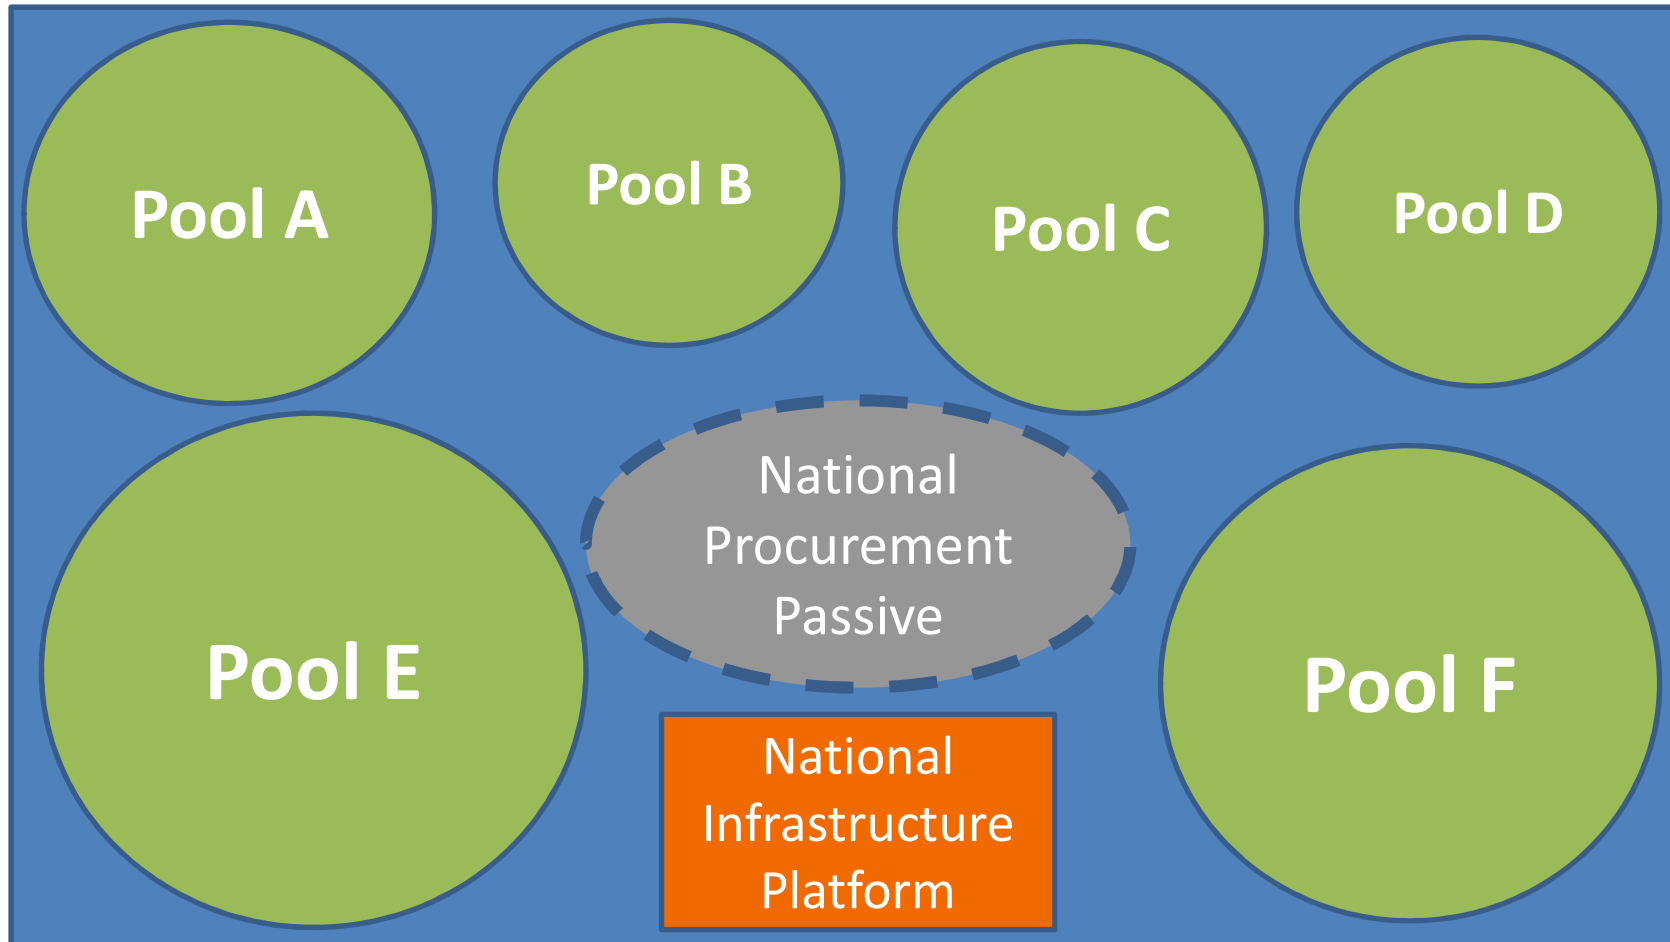 Pool A
Pool B
Pool C
Pool D
National
Procurement
Passive
Pool E
Pool F
National
Infrastructure
Platform